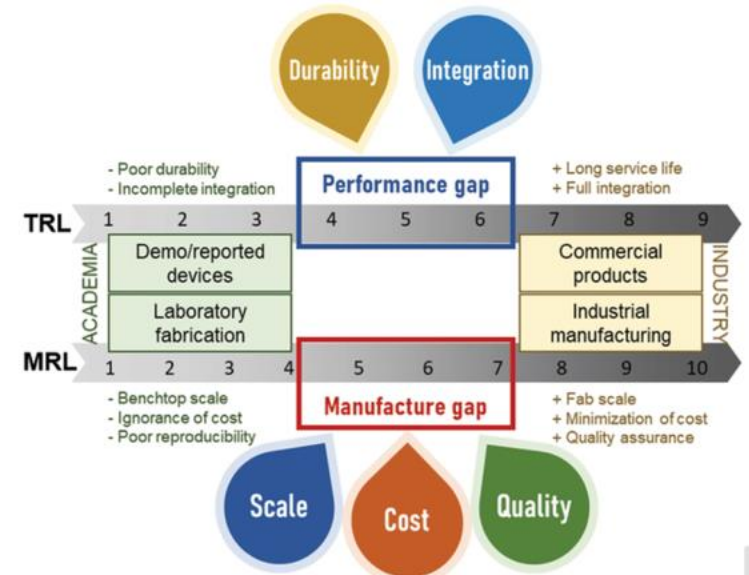 Durability
Integration
- Poor durability
- Incomplete integration
Performance gap
+ Long service life
+ Full integration
TRL 1 2 3 4 5 6 7 8 9
ACADEMIA
Demo/reported
devices
Laboratory
fabrication
Commercial
products
Industrial
manufacturing
INDUSTRY
MRL 1 2 3 4 5 6 7 8 9 10
- Benchtop scale
- Ignorance of cost
- Poor reproducibility
Manufacture gap
+ Fab scale
+ Minimization of cost
+ Quality assurance
Scale
Cost
Quality